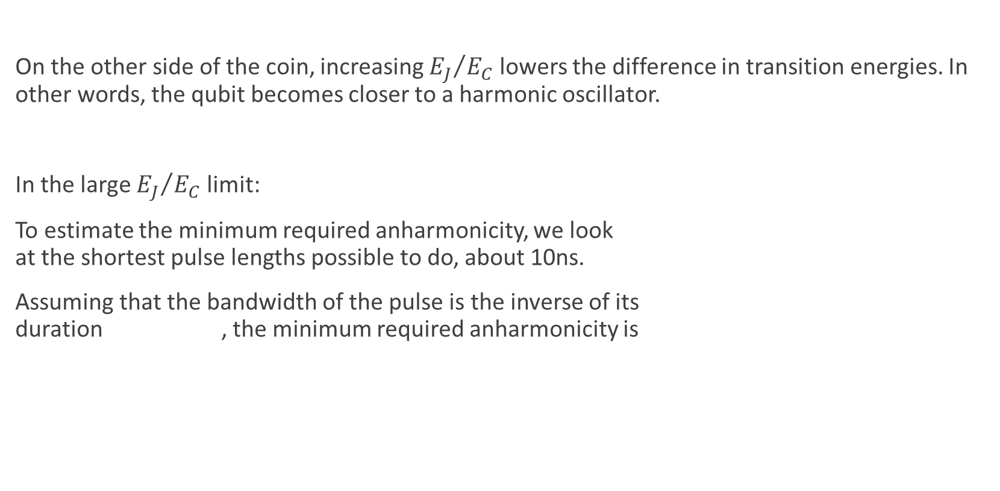 On the other side of the coin, increasing E_J/E_C lowers the difference in transition energies. In
other words, the qubit becomes closer to a harmonic oscillator.
In the large E_J/E_C limit:
To estimate the minimum required anharmonicity, we look
at the shortest pulse lengths possible to do, about 10ns.
Assuming that the bandwidth of the pulse is the inverse of its
duration , the minimum required anharmonicity is